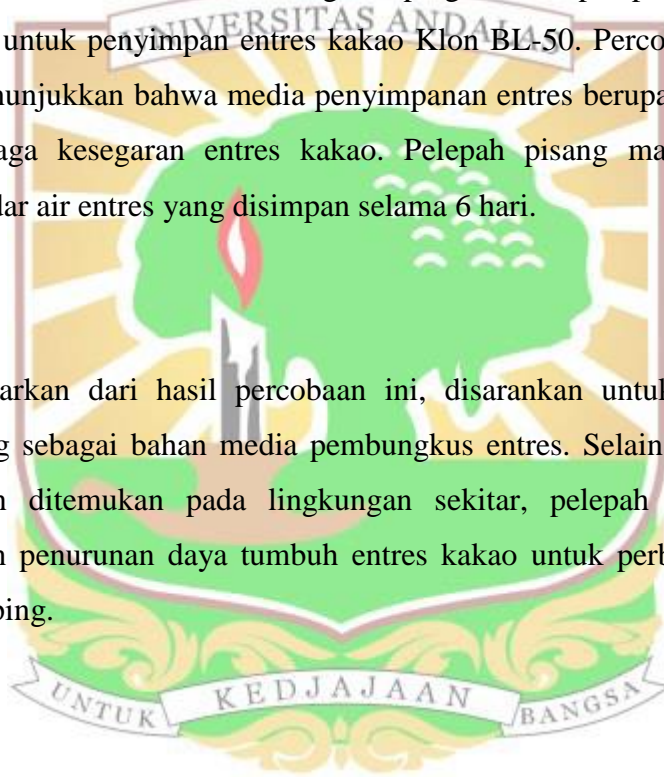 UNIVERSITAS ANDALAS
untuk penyimpan entres kakao Klon BL-50. Perco
nunjukkan bahwa media penyimpanan entres berupa
aga kesegaran entres kakao. Pelepah pisang ma
dar air entres yang disimpan selama 6 hari.
arkan dari hasil percobaan ini, disarankan untuk
g sebagai bahan media pembungkus entres. Selain
n ditemukan pada lingkungan sekitar, pelepah
n penurunan daya tumbuh entres kakao untuk perb
ping.
UNTUK KEDJAJAAN BANGSA